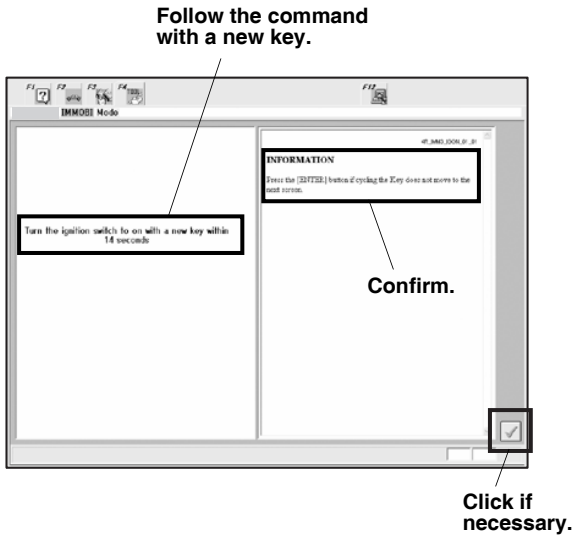 Follow the command
with a new key.
F1
F2
F3
F4
F12
IMMOBI Mode
INFORMATION
Press the [ENTER] button if cycling the Key does not move to the
next screen.
Turn the ignition switch to on with a new key within
14 seconds
Confirm.
Click if
necessary.